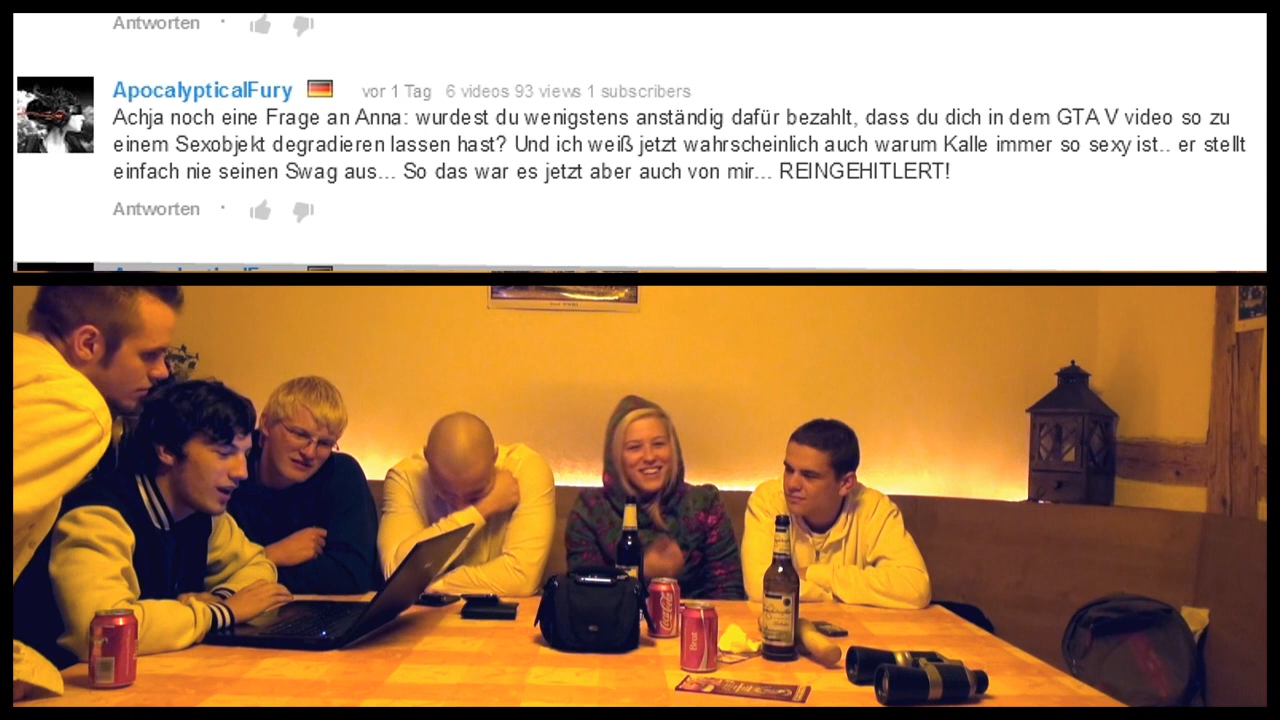 Antworten ·
ApocalypticalFury vor 1 Tag 6 videos 93 views 1 subscribers
Achja noch eine Frage an Anna: wurdest du wenigstens anständig dafür bezahlt, dass du dich in dem GTA V video so zu
einem Sexobjekt degradieren lassen hast? Und ich weiß jetzt wahrscheinlich auch warum Kalle immer so sexy ist.. er stellt
einfach nie seinen Swag aus... So das war es jetzt aber auch von mir... REINGEHITLERT!
Antworten ·
Coca-Cola